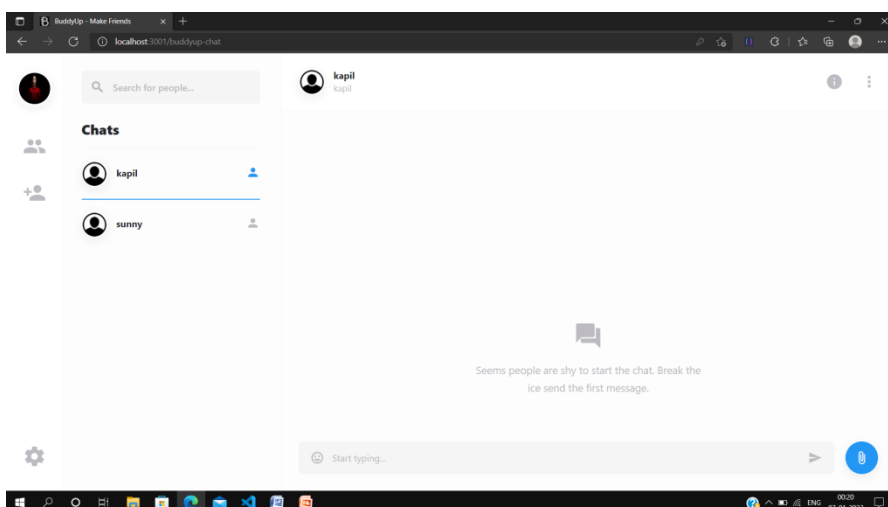 BuddyUp - Make Friends
localhost:3001/buddyup-chat
Search for people...
Chats
kapil
sunny
kapil
kapil
Seems people are shy to start the chat. Break the
ice send the first message.
Start typing...
ENG
00:20